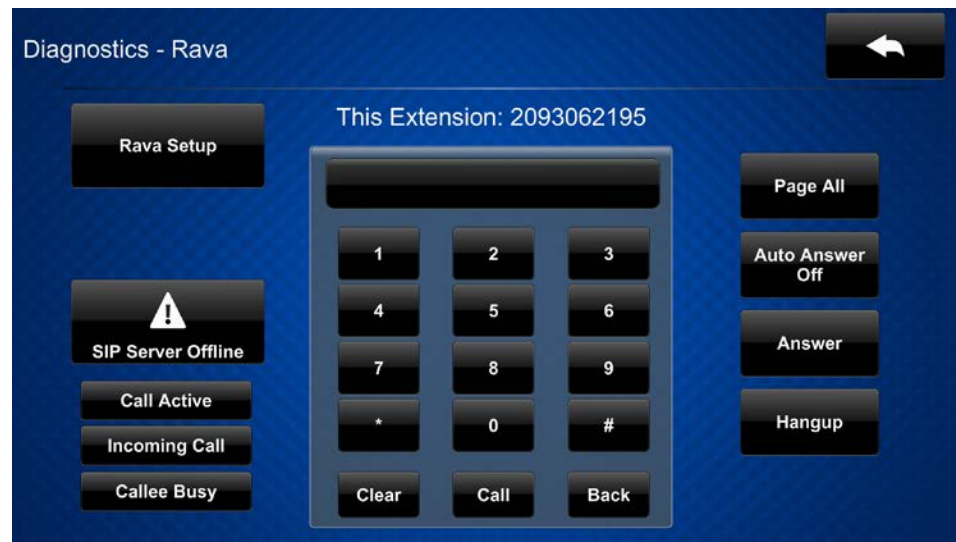 Diagnostics - Rava
This Extension: 2093062195
Rava Setup
SIP Server Offline
Call Active
Incoming Call
Callee Busy
1 2 3
4 5 6
7 8 9
* 0 #
Clear Call Back
Page All
Auto Answer
Off
Answer
Hangup